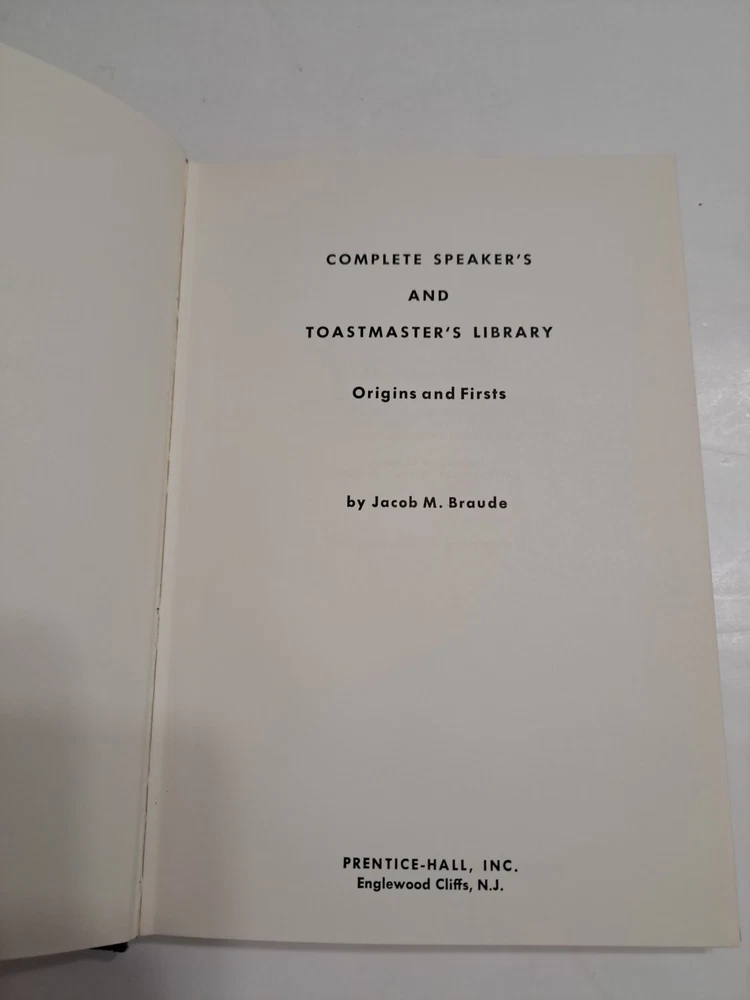 COMPLETE SPEAKER'S
AND
TOASTMASTER'S LIBRARY
Origins and Firsts
by Jacob M. Braude
PRENTICE-HALL, INC.
Englewood Cliffs, N.J.